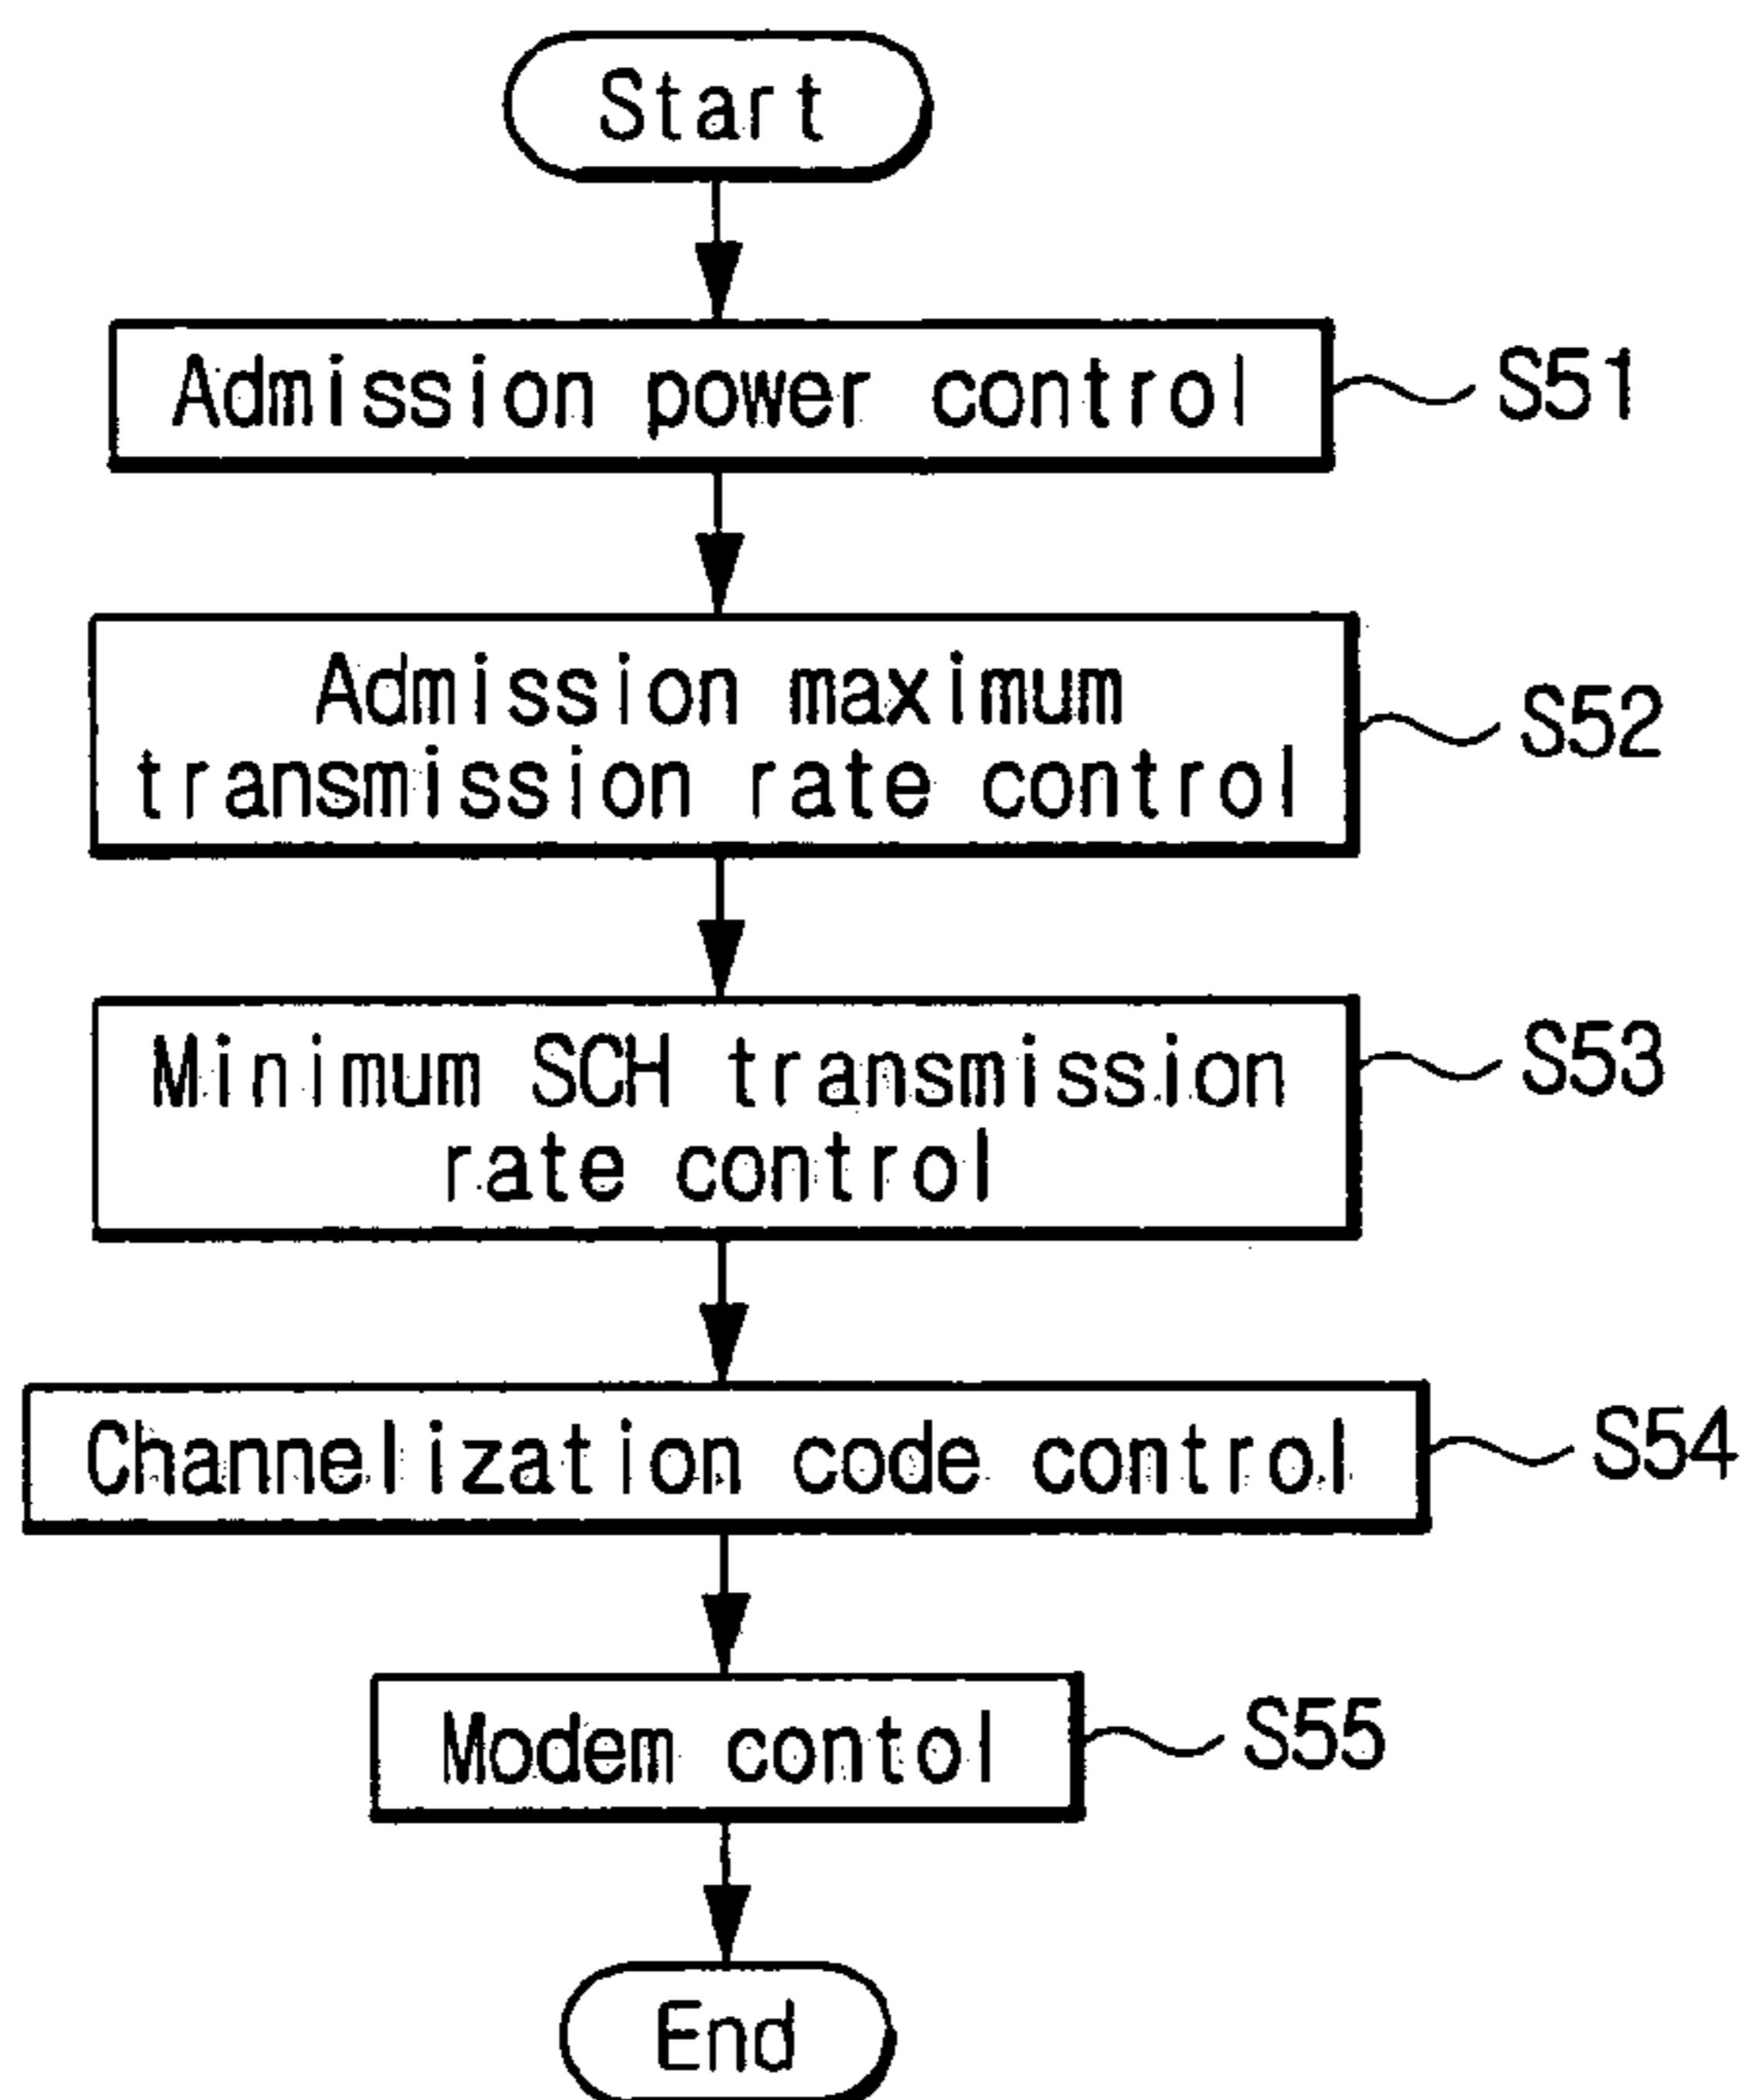 Start
Admission power control
S51
Admission maximum
transmission rate control
S52
Minimum SCH transmission
rate control
S53
Channelization code control
S54
Modem contol
S55
End